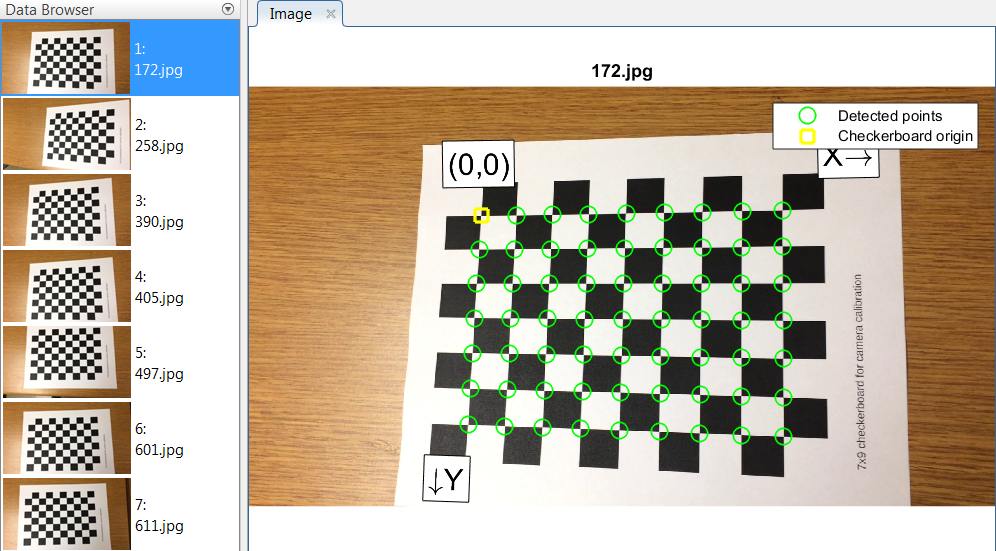 Data Browser
1:
172.jpg
2:
258.jpg
3:
390.jpg
4:
405.jpg
5:
497.jpg
6:
601.jpg
7:
611.jpg
Image
172.jpg
Detected points
Checkerboard origin
(0,0)
X→
↓Y
7x9 checkerboard for camera calibration